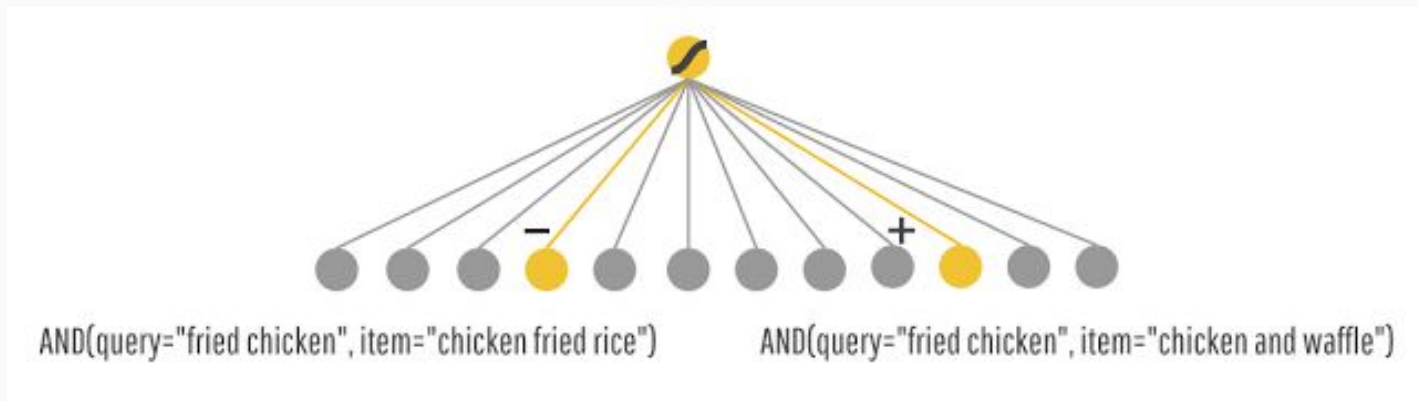 − +
AND(query="fried chicken", item="chicken fried rice") AND(query="fried chicken", item="chicken and waffle")